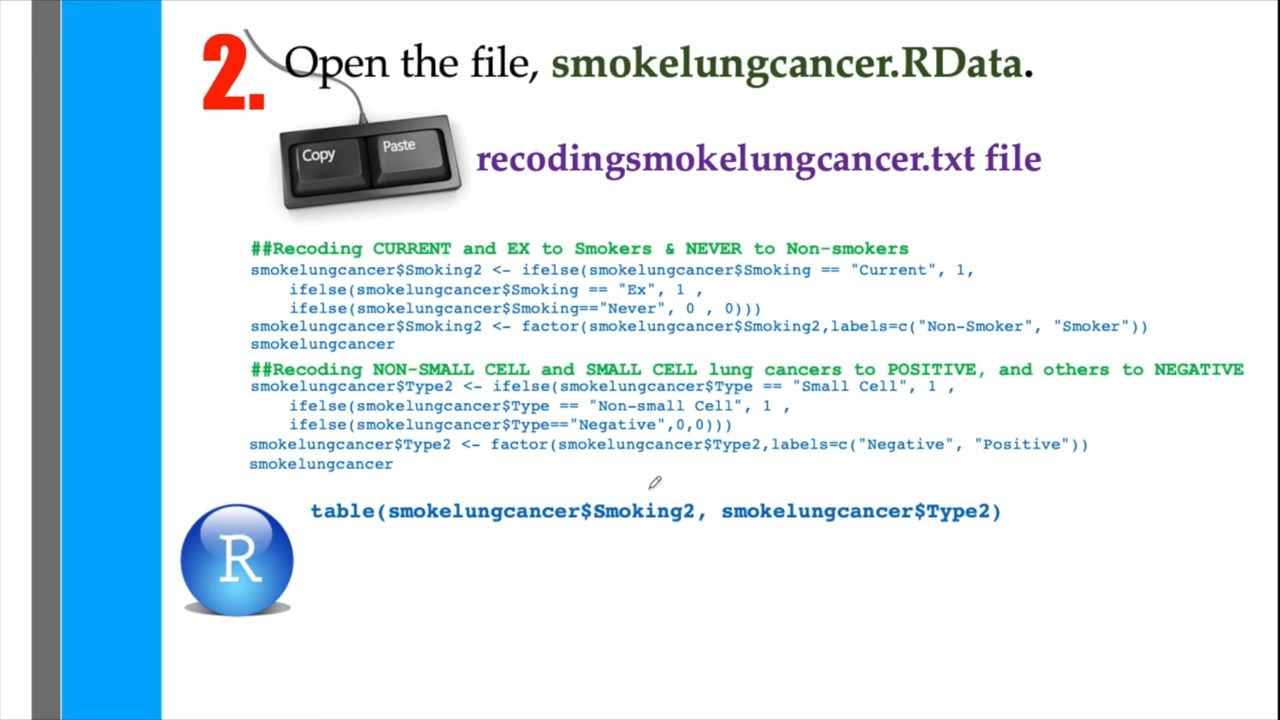 2. Open the file, smokelungcancer.RData.
Copy Paste
recodingsmokelungcancer.txt file
##Recoding CURRENT and EX to Smokers & NEVER to Non-smokers
smokelungcancer$Smoking2 <- ifelse(smokelungcancer$Smoking == "Current", 1,
ifelse(smokelungcancer$Smoking == "Ex", 1 ,
ifelse(smokelungcancer$Smoking=="Never", 0 , 0)))
smokelungcancer$Smoking2 <- factor(smokelungcancer$Smoking2,labels=c("Non-Smoker", "Smoker"))
smokelungcancer
##Recoding NON-SMALL CELL and SMALL CELL lung cancers to POSITIVE, and others to NEGATIVE
smokelungcancer$Type2 <- ifelse(smokelungcancer$Type == "Small Cell", 1 ,
ifelse(smokelungcancer$Type == "Non-small Cell", 1 ,
ifelse(smokelungcancer$Type=="Negative",0,0)))
smokelungcancer$Type2 <- factor(smokelungcancer$Type2,labels=c("Negative", "Positive"))
smokelungcancer
table(smokelungcancer$Smoking2, smokelungcancer$Type2)
R